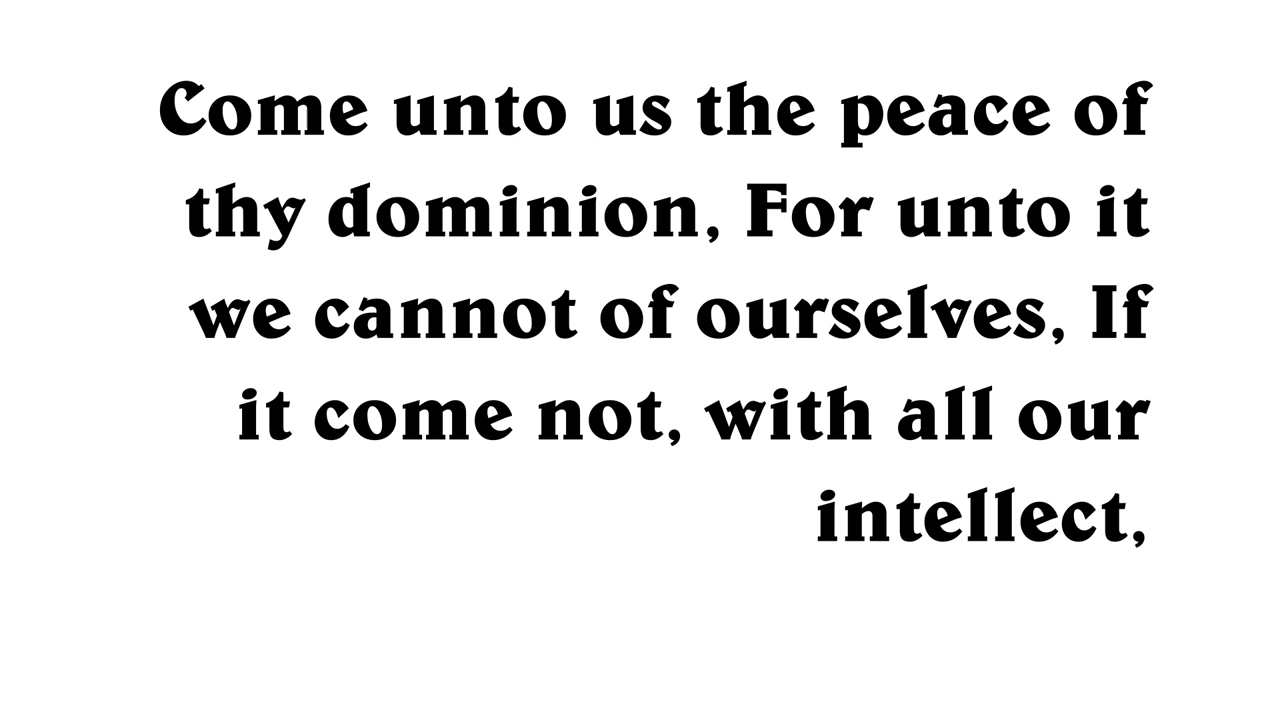 Come unto us the peace of
thy dominion, For unto it
we cannot of ourselves, If
it come not, with all our
intellect,